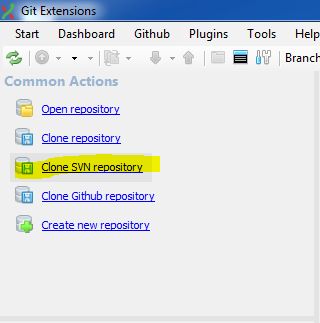 Git Extensions
Start Dashboard Github Plugins Tools Help
Branch
Common Actions
Open repository
Clone repository
Clone SVN repository
Clone Github repository
Create new repository